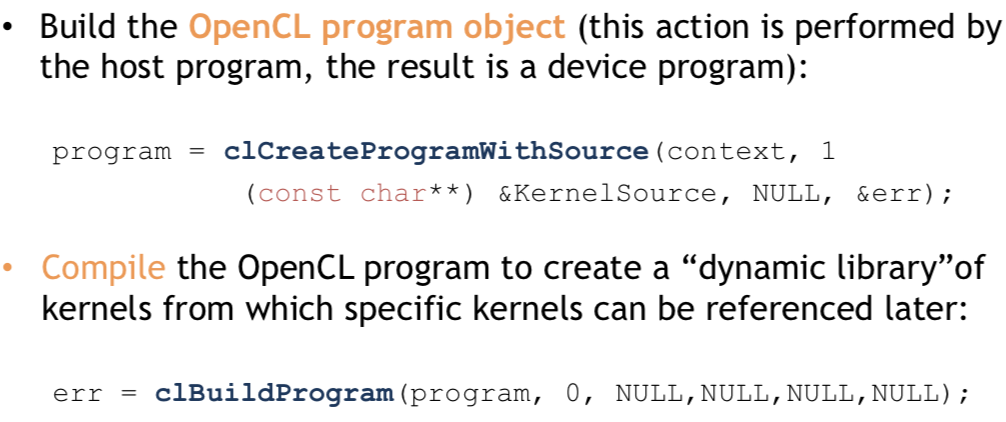 • Build the OpenCL program object (this action is performed by
the host program, the result is a device program):
program = clCreateProgramWithSource(context, 1
(const char**) &KernelSource, NULL, &err);
• Compile the OpenCL program to create a “dynamic library”of
kernels from which specific kernels can be referenced later:
err = clBuildProgram(program, 0, NULL,NULL,NULL,NULL);